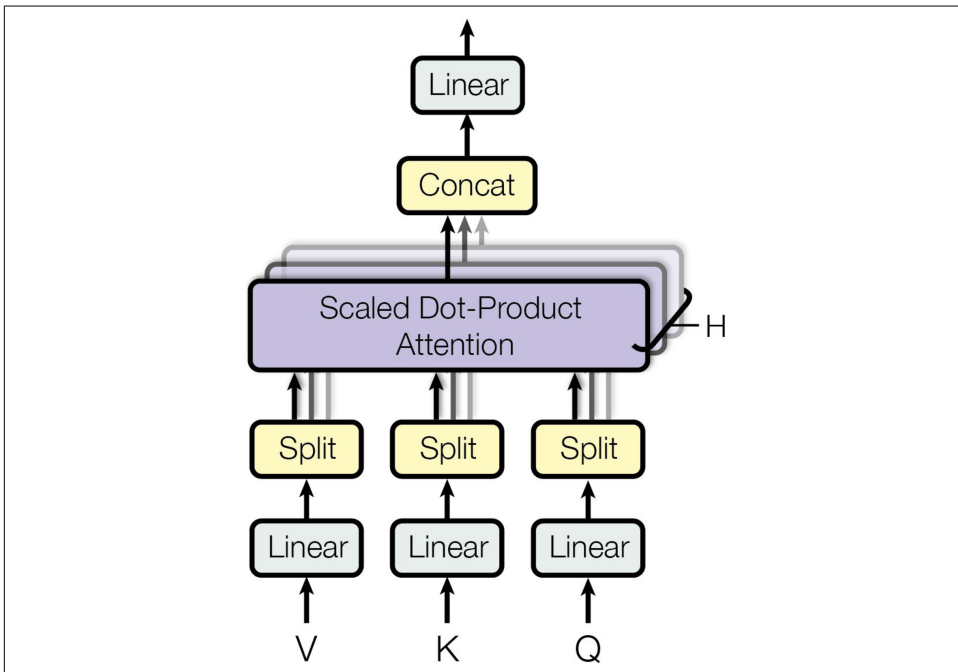 Linear
Concat
Scaled Dot-Product
Attention
H
Split Split Split
Linear Linear Linear
V K Q